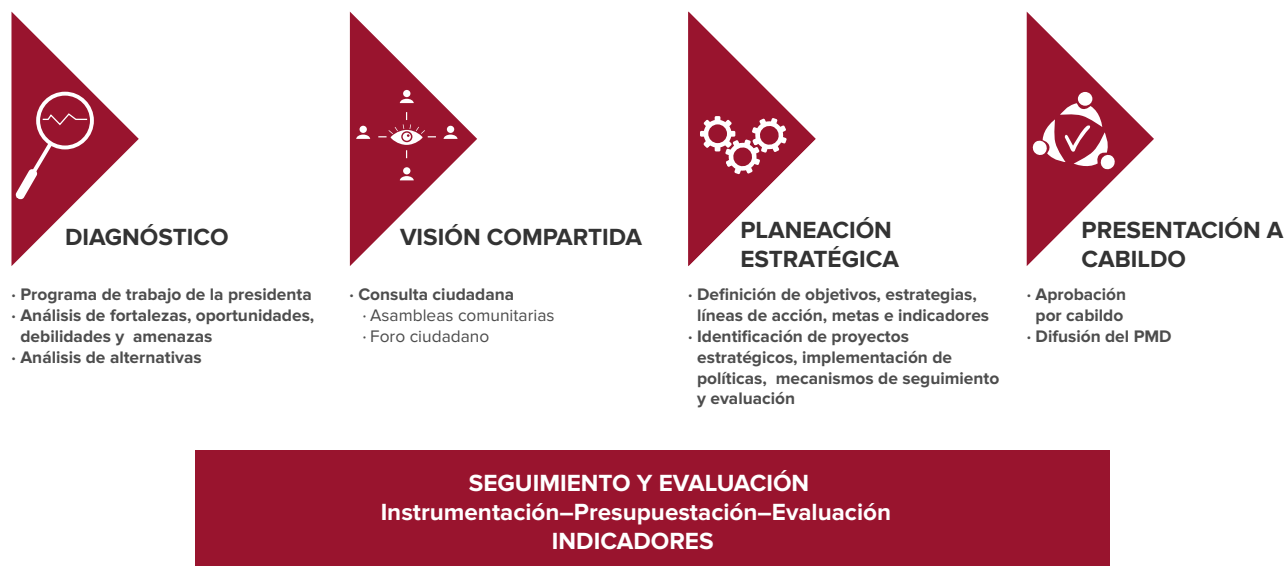 DIAGNÓSTICO
· Programa de trabajo de la presidenta
· Análisis de fortalezas, oportunidades,
debilidades y amenazas
· Análisis de alternativas
VISIÓN COMPARTIDA
· Consulta ciudadana
· Asambleas comunitarias
· Foro ciudadano
PLANEACIÓN
ESTRATÉGICA
· Definición de objetivos, estrategias,
líneas de acción, metas e indicadores
· Identificación de proyectos
estratégicos, implementación de
políticas, mecanismos de seguimiento
y evaluación
PRESENTACIÓN A
CABILDO
· Aprobación
por cabildo
· Difusión del PMD
SEGUIMIENTO Y EVALUACIÓN
Instrumentación–Presupuestación–Evaluación
INDICADORES